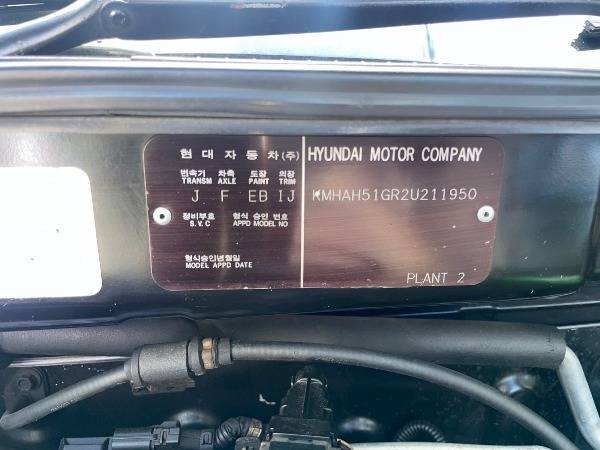 현대자동차(주)
변속기 차축 도장 의장
TRANSM AXLE PAINT TRIM
J F EB IJ
정비부호 형식 승인 번호
S.V.C APPD MODEL NO
형식승인년월일
MODEL APPD DATE
HYUNDAI MOTOR COMPANY
KMHAH51GR2U211950
PLANT 2